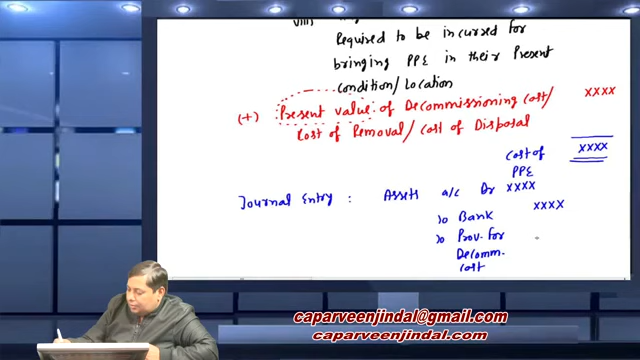 Required to be incurred for
bringing PPE in their Present
Condition/Location
(+) Present value of Decommissioning Cost/ XXXX
Cost of Removal/ Cost of Disposal
Cost of PPE XXXX
Journal Entry : Assets a/c Dr XXXX
To Bank XXXX
To Prov. for
Decomm.
Cost
caparveenjindal@gmail.com
caparveenjindal.com